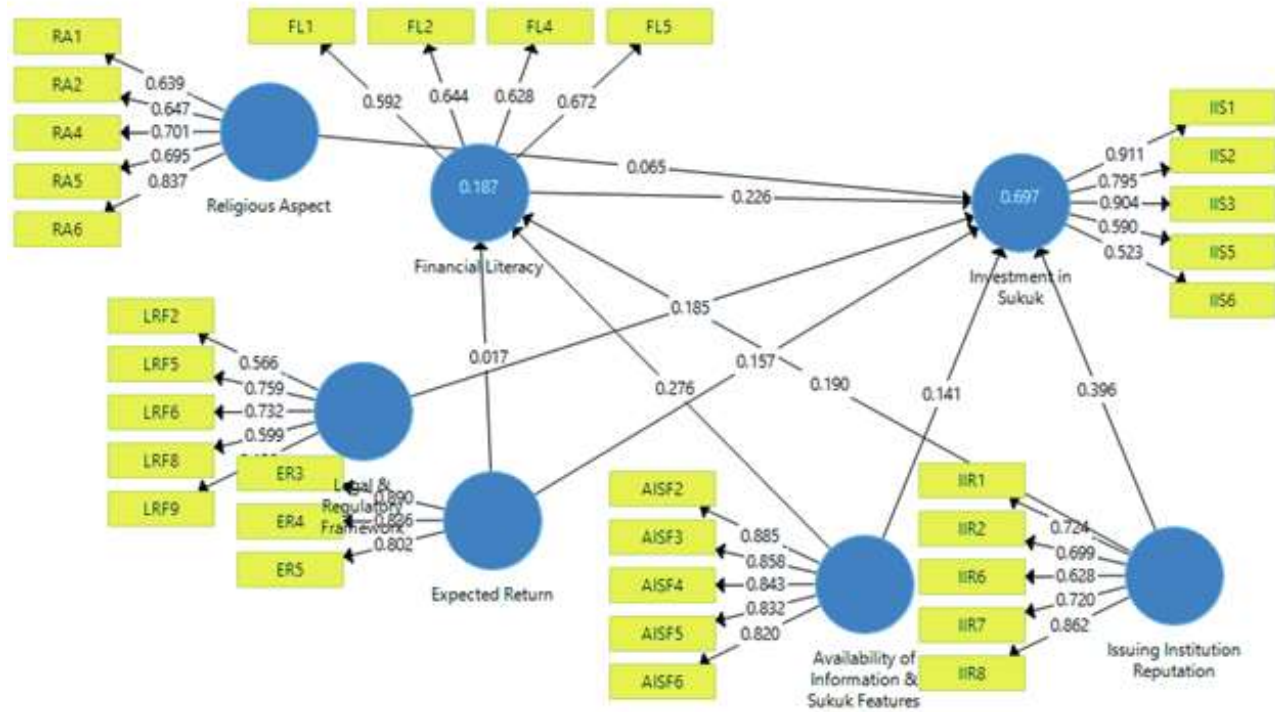 RA1
RA2
RA4
RA5
RA6
0.639
0.647
0.701
0.695
0.837
Religious Aspect
FL1
FL2
FL4
FL5
0.592
0.644
0.628
0.672
0.187
Financial Literacy
0.065
0.226
0.697
Investment in
Sukuk
IIS1
IIS2
IIS3
IIS5
IIS6
0.911
0.795
0.904
0.590
0.523
LRF2
LRF5
LRF6
LRF8
LRF9
0.566
0.759
0.732
0.599
Legal &
Regulatory
Framework
0.017
0.185
0.157
0.276
0.190
0.141
0.396
ER3
ER4
ER5
0.890
0.802
Expected Return
AISF2
AISF3
AISF4
AISF5
AISF6
0.885
0.858
0.843
0.832
0.820
Availability of
Information &
Sukuk Features
IIR1
IIR2
IIR6
IIR7
IIR8
0.724
0.699
0.628
0.720
0.862
Issuing Institution
Reputation